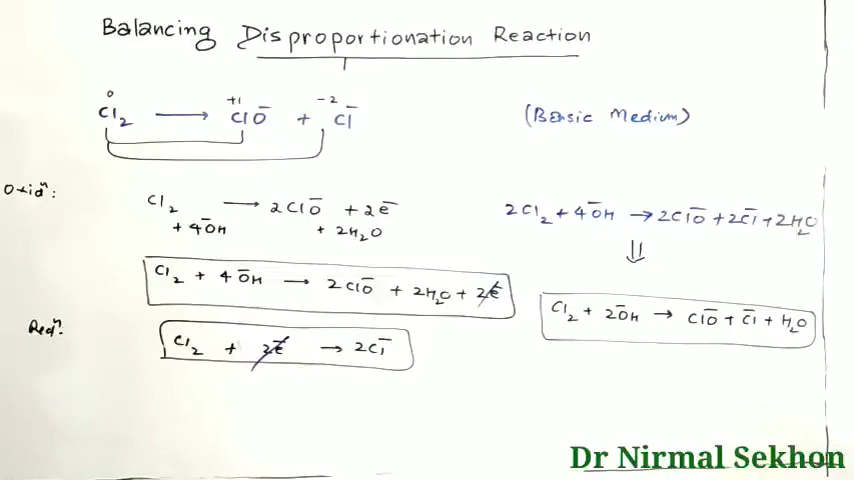 Balancing Disproportionation Reaction
0 +1 -2
Cl₂ → ClO⁻ + Cl⁻ (Basic Medium)
Oxidⁿ:
Cl₂ → 2ClO⁻ + 2e⁻
+ 4OH⁻ + 2H₂O
Cl₂ + 4OH⁻ → 2ClO⁻ + 2H₂O + 2e⁻
Redⁿ:
Cl₂ + 2e⁻ → 2Cl⁻
2Cl₂ + 4OH⁻ → 2ClO⁻ + 2Cl⁻ + 2H₂O
⇓
Cl₂ + 2OH⁻ → ClO⁻ + Cl⁻ + H₂O
Dr Nirmal Sekhon